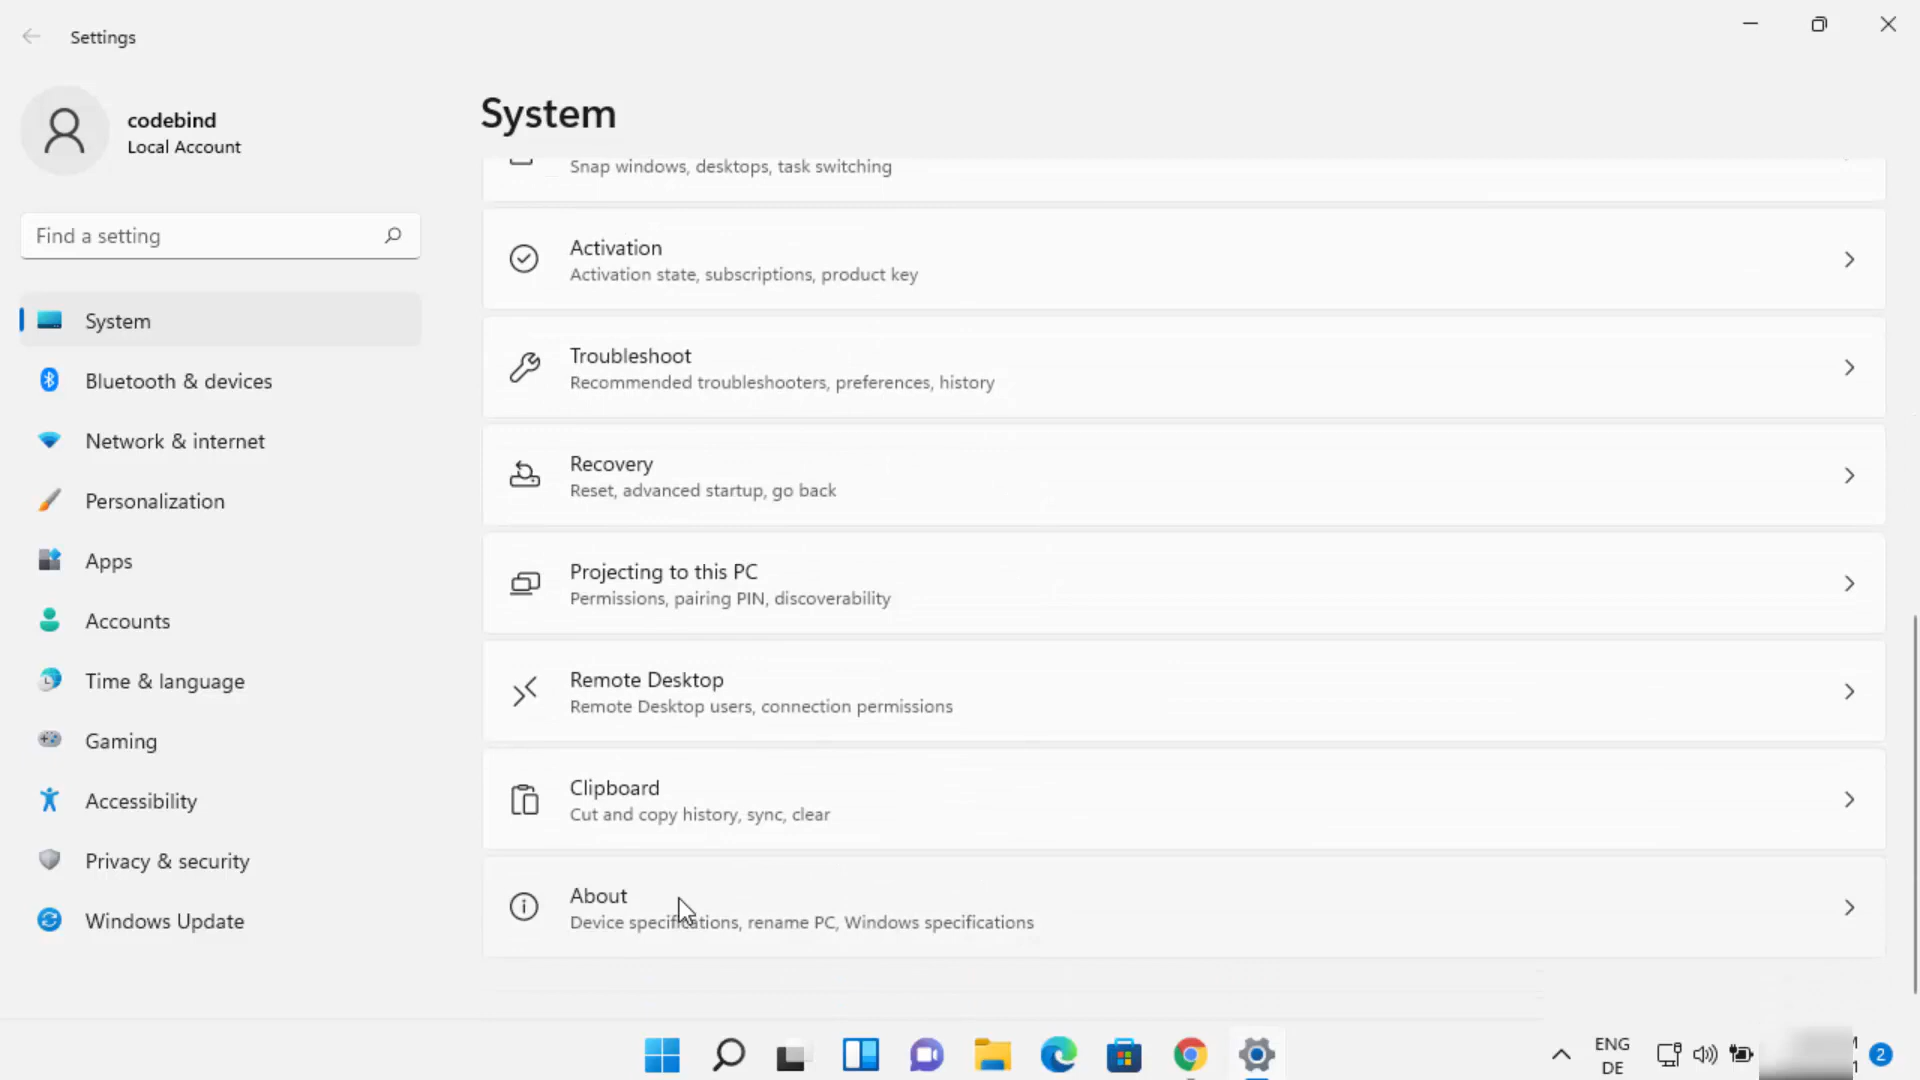 Settings
codebind
Local Account
Find a setting
System
Bluetooth & devices
Network & internet
Personalization
Apps
Accounts
Time & language
Gaming
Accessibility
Privacy & security
Windows Update
System
Snap windows, desktops, task switching
Activation
Activation state, subscriptions, product key
Troubleshoot
Recommended troubleshooters, preferences, history
Recovery
Reset, advanced startup, go back
Projecting to this PC
Permissions, pairing PIN, discoverability
Remote Desktop
Remote Desktop users, connection permissions
Clipboard
Cut and copy history, sync, clear
About
Device specifications, rename PC, Windows specifications
ENG
DE
2